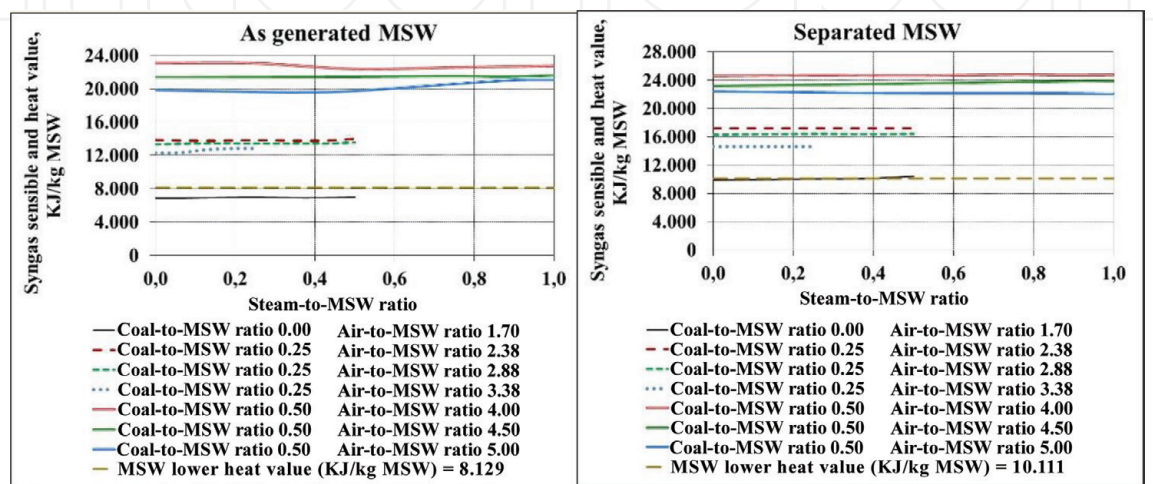 As generated MSW
Syngas sensible and heat value,
KJ/kg MSW
24.000
20.000
16.000
12.000
8.000
4.000
0
0,0 0,2 0,4 0,6 0,8 1,0
Steam-to-MSW ratio
Coal-to-MSW ratio 0.00 Air-to-MSW ratio 1.70
Coal-to-MSW ratio 0.25 Air-to-MSW ratio 2.38
Coal-to-MSW ratio 0.25 Air-to-MSW ratio 2.88
Coal-to-MSW ratio 0.25 Air-to-MSW ratio 3.38
Coal-to-MSW ratio 0.50 Air-to-MSW ratio 4.00
Coal-to-MSW ratio 0.50 Air-to-MSW ratio 4.50
Coal-to-MSW ratio 0.50 Air-to-MSW ratio 5.00
MSW lower heat value (KJ/kg MSW) = 8.129
Separated MSW
Syngas sensible and heat value,
KJ/kg MSW
28.000
24.000
20.000
16.000
12.000
8.000
4.000
0
0,0 0,2 0,4 0,6 0,8 1,0
Steam-to-MSW ratio
Coal-to-MSW ratio 0.00 Air-to-MSW ratio 1.70
Coal-to-MSW ratio 0.25 Air-to-MSW ratio 2.38
Coal-to-MSW ratio 0.25 Air-to-MSW ratio 2.88
Coal-to-MSW ratio 0.25 Air-to-MSW ratio 3.38
Coal-to-MSW ratio 0.50 Air-to-MSW ratio 4.00
Coal-to-MSW ratio 0.50 Air-to-MSW ratio 4.50
Coal-to-MSW ratio 0.50 Air-to-MSW ratio 5.00
MSW lower heat value (KJ/kg MSW) = 10.111